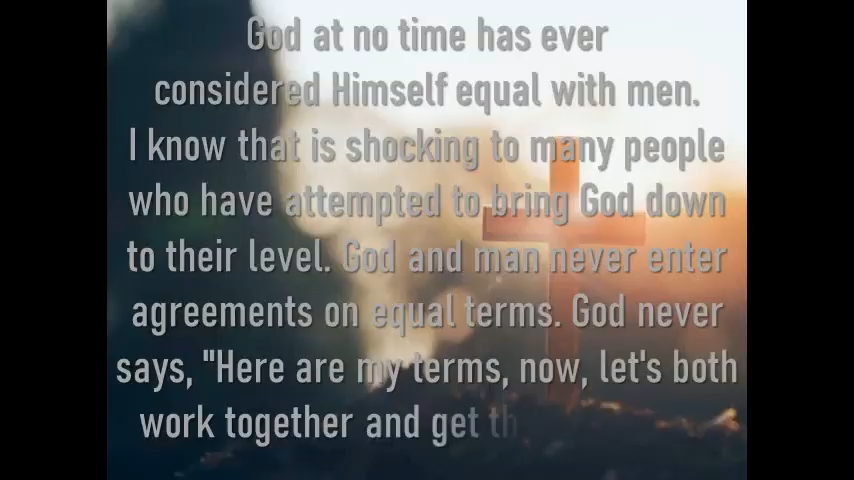 God at no time has ever
considered Himself equal with men.
I know that is shocking to many people
who have attempted to bring God down
to their level. God and man never enter
agreements on equal terms. God never
says, "Here are my terms, now, let's both
work together and get